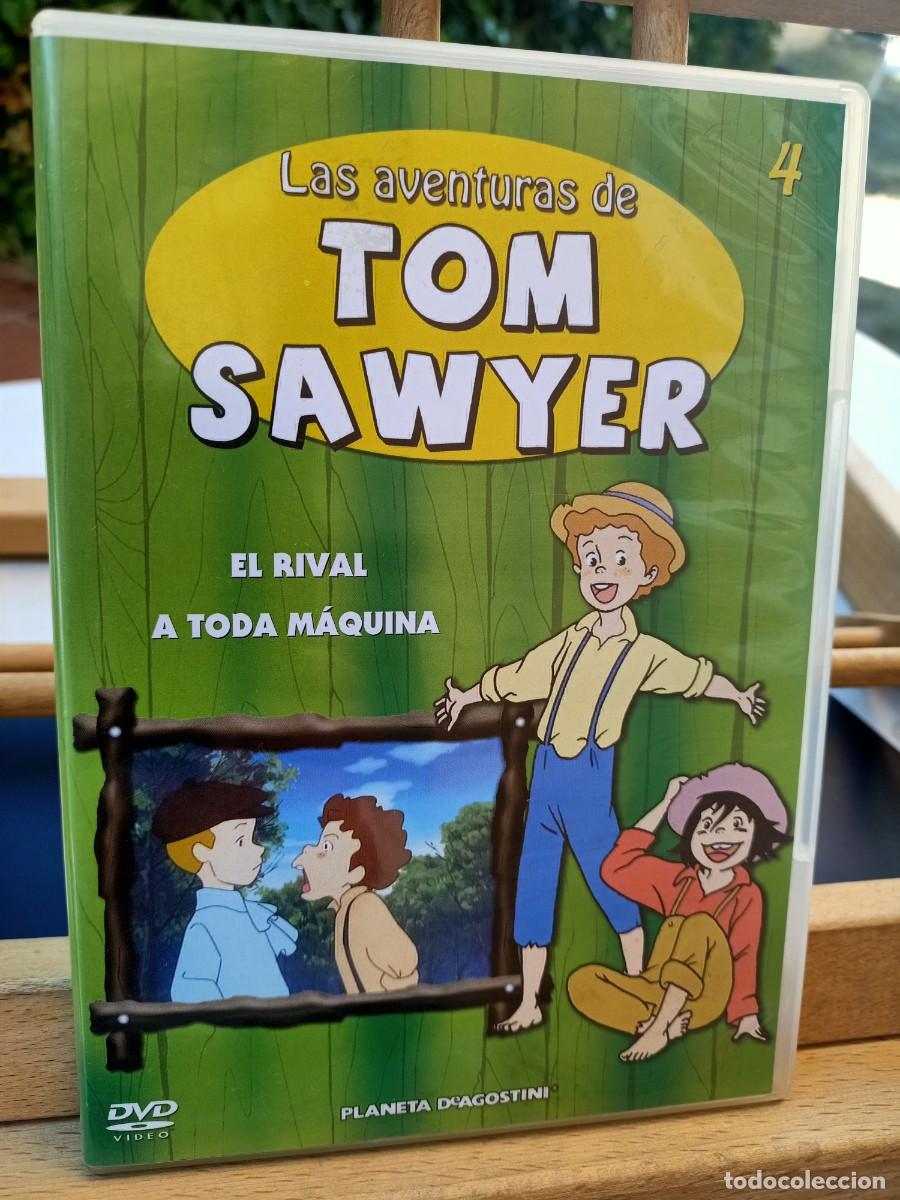 4
Las aventuras de
TOM
SAWYER
EL RIVAL
A TODA MÁQUINA
DVD
VIDEO
PLANETA DeAGOSTINI
todocoleccion